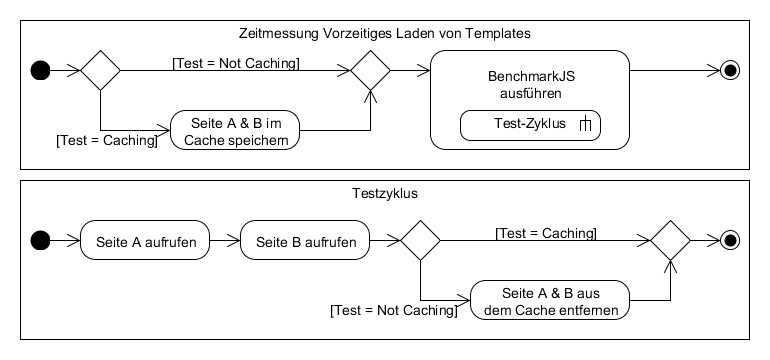 Zeitmessung Vorzeitiges Laden von Templates
[Test = Not Caching]
BenchmarkJS
ausführen
Test-Zyklus
Seite A & B im
Cache speichern
[Test = Caching]
Testzyklus
Seite A aufrufen
Seite B aufrufen
[Test = Caching]
Seite A & B aus
dem Cache entfernen
[Test = Not Caching]